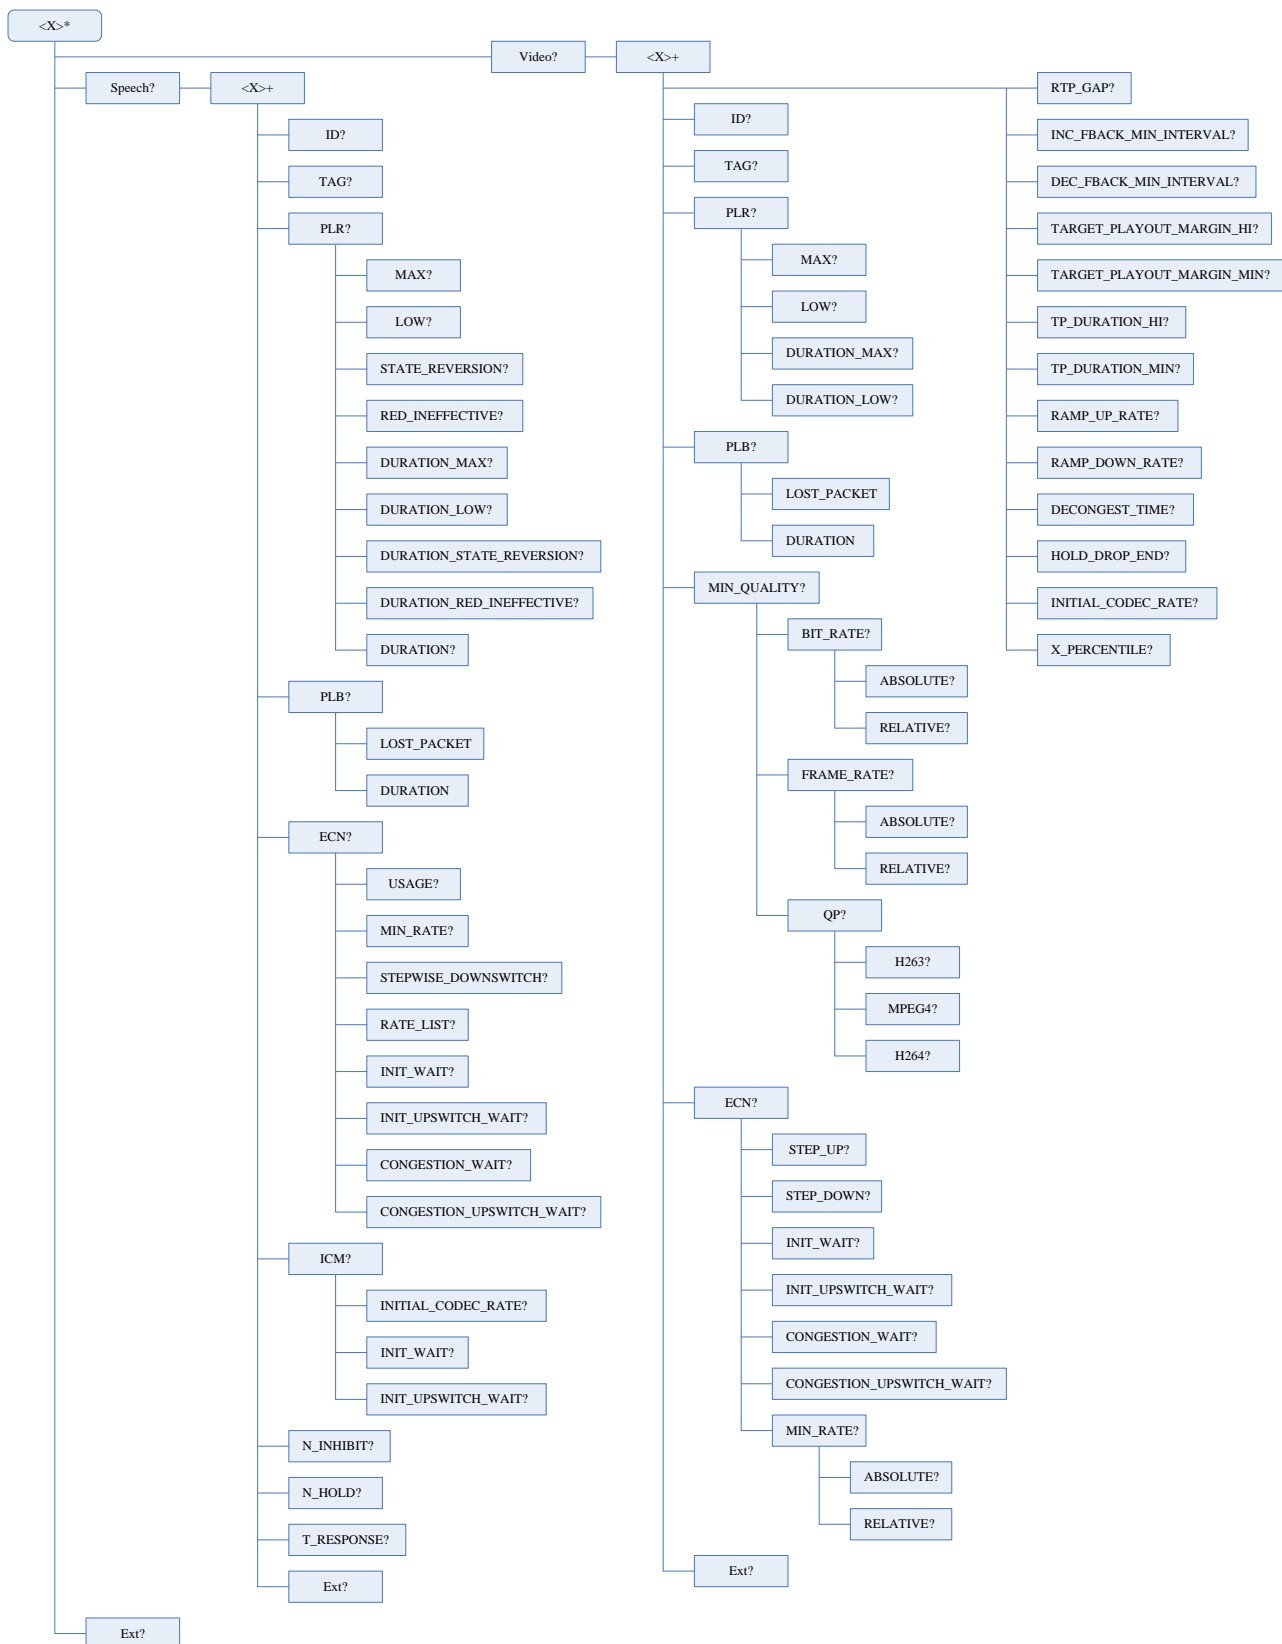 <X>*
Video?
<X>+
Speech?
<X>+
ID?
TAG?
PLR?
MAX?
LOW?
STATE_REVERSION?
RED_INEFFECTIVE?
DURATION_MAX?
DURATION_LOW?
DURATION_STATE_REVERSION?
DURATION_RED_INEFFECTIVE?
DURATION?
PLB?
LOST_PACKET
DURATION
ECN?
USAGE?
MIN_RATE?
STEPWISE_DOWNSWITCH?
RATE_LIST?
INIT_WAIT?
INIT_UPSWITCH_WAIT?
CONGESTION_WAIT?
CONGESTION_UPSWITCH_WAIT?
ICM?
INITIAL_CODEC_RATE?
INIT_WAIT?
INIT_UPSWITCH_WAIT?
N_INHIBIT?
N_HOLD?
T_RESPONSE?
Ext?
Ext?
ID?
TAG?
PLR?
MAX?
LOW?
DURATION_MAX?
DURATION_LOW?
PLB?
LOST_PACKET
DURATION
MIN_QUALITY?
BIT_RATE?
ABSOLUTE?
RELATIVE?
FRAME_RATE?
ABSOLUTE?
RELATIVE?
QP?
H263?
MPEG4?
H264?
ECN?
STEP_UP?
STEP_DOWN?
INIT_WAIT?
INIT_UPSWITCH_WAIT?
CONGESTION_WAIT?
CONGESTION_UPSWITCH_WAIT?
MIN_RATE?
ABSOLUTE?
RELATIVE?
Ext?
RTP_GAP?
INC_FBACK_MIN_INTERVAL?
DEC_FBACK_MIN_INTERVAL?
TARGET_PLAYOUT_MARGIN_HI?
TARGET_PLAYOUT_MARGIN_MIN?
TP_DURATION_HI?
TP_DURATION_MIN?
RAMP_UP_RATE?
RAMP_DOWN_RATE?
DECONGEST_TIME?
HOLD_DROP_END?
INITIAL_CODEC_RATE?
X_PERCENTILE?